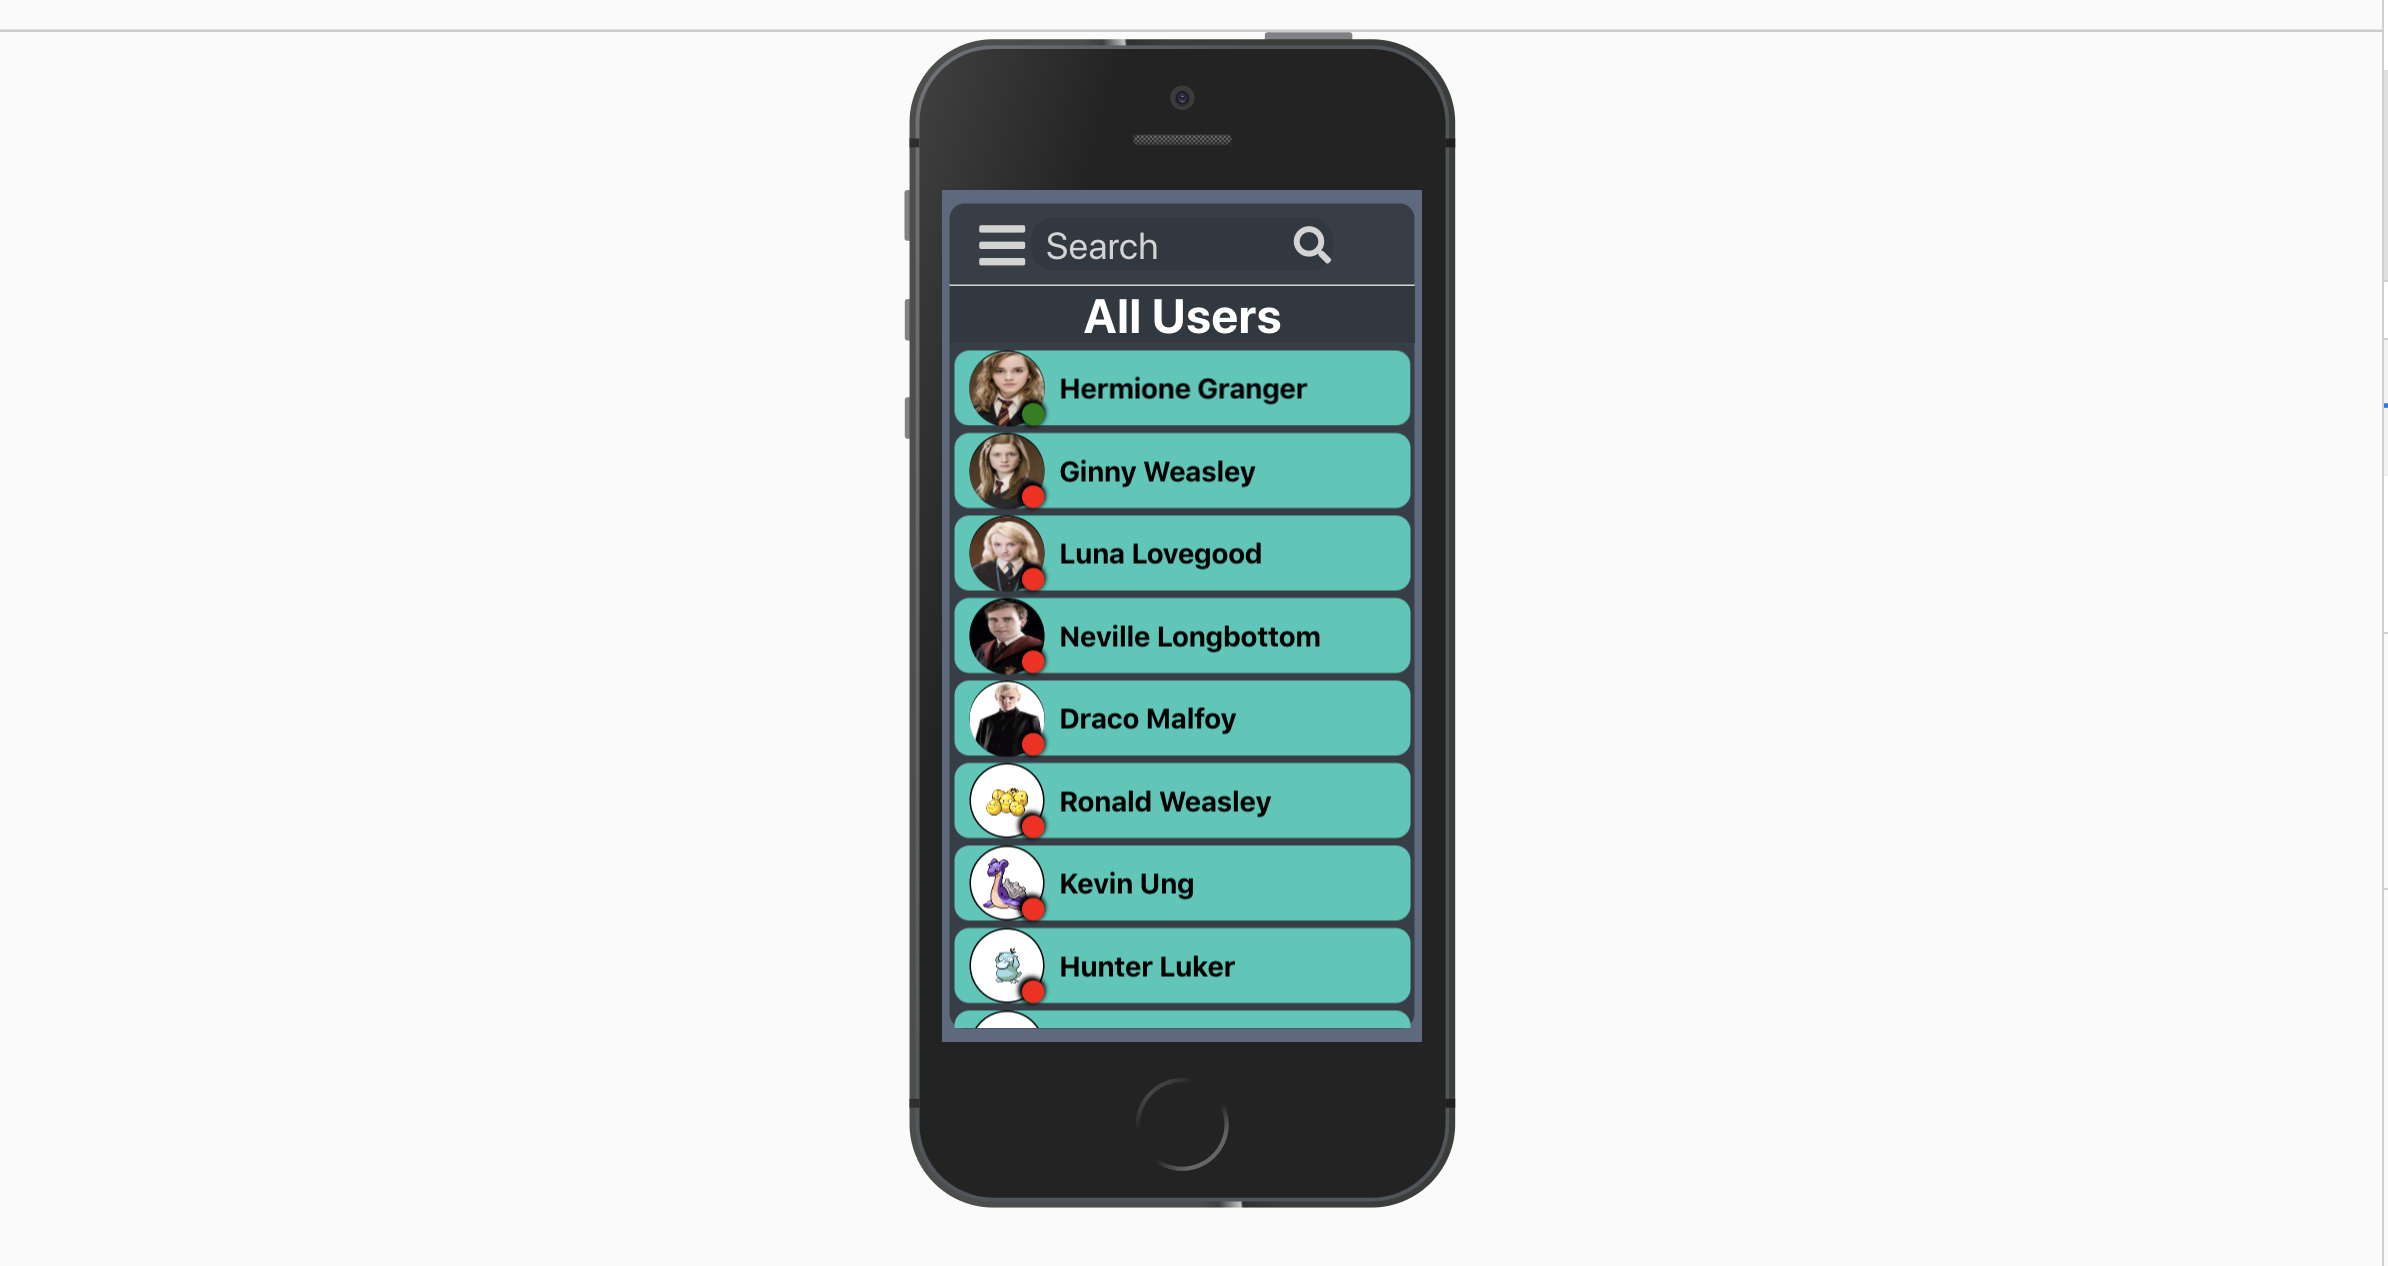 Search
All Users
Hermione Granger
Ginny Weasley
Luna Lovegood
Neville Longbottom
Draco Malfoy
Ronald Weasley
Kevin Ung
Hunter Luker